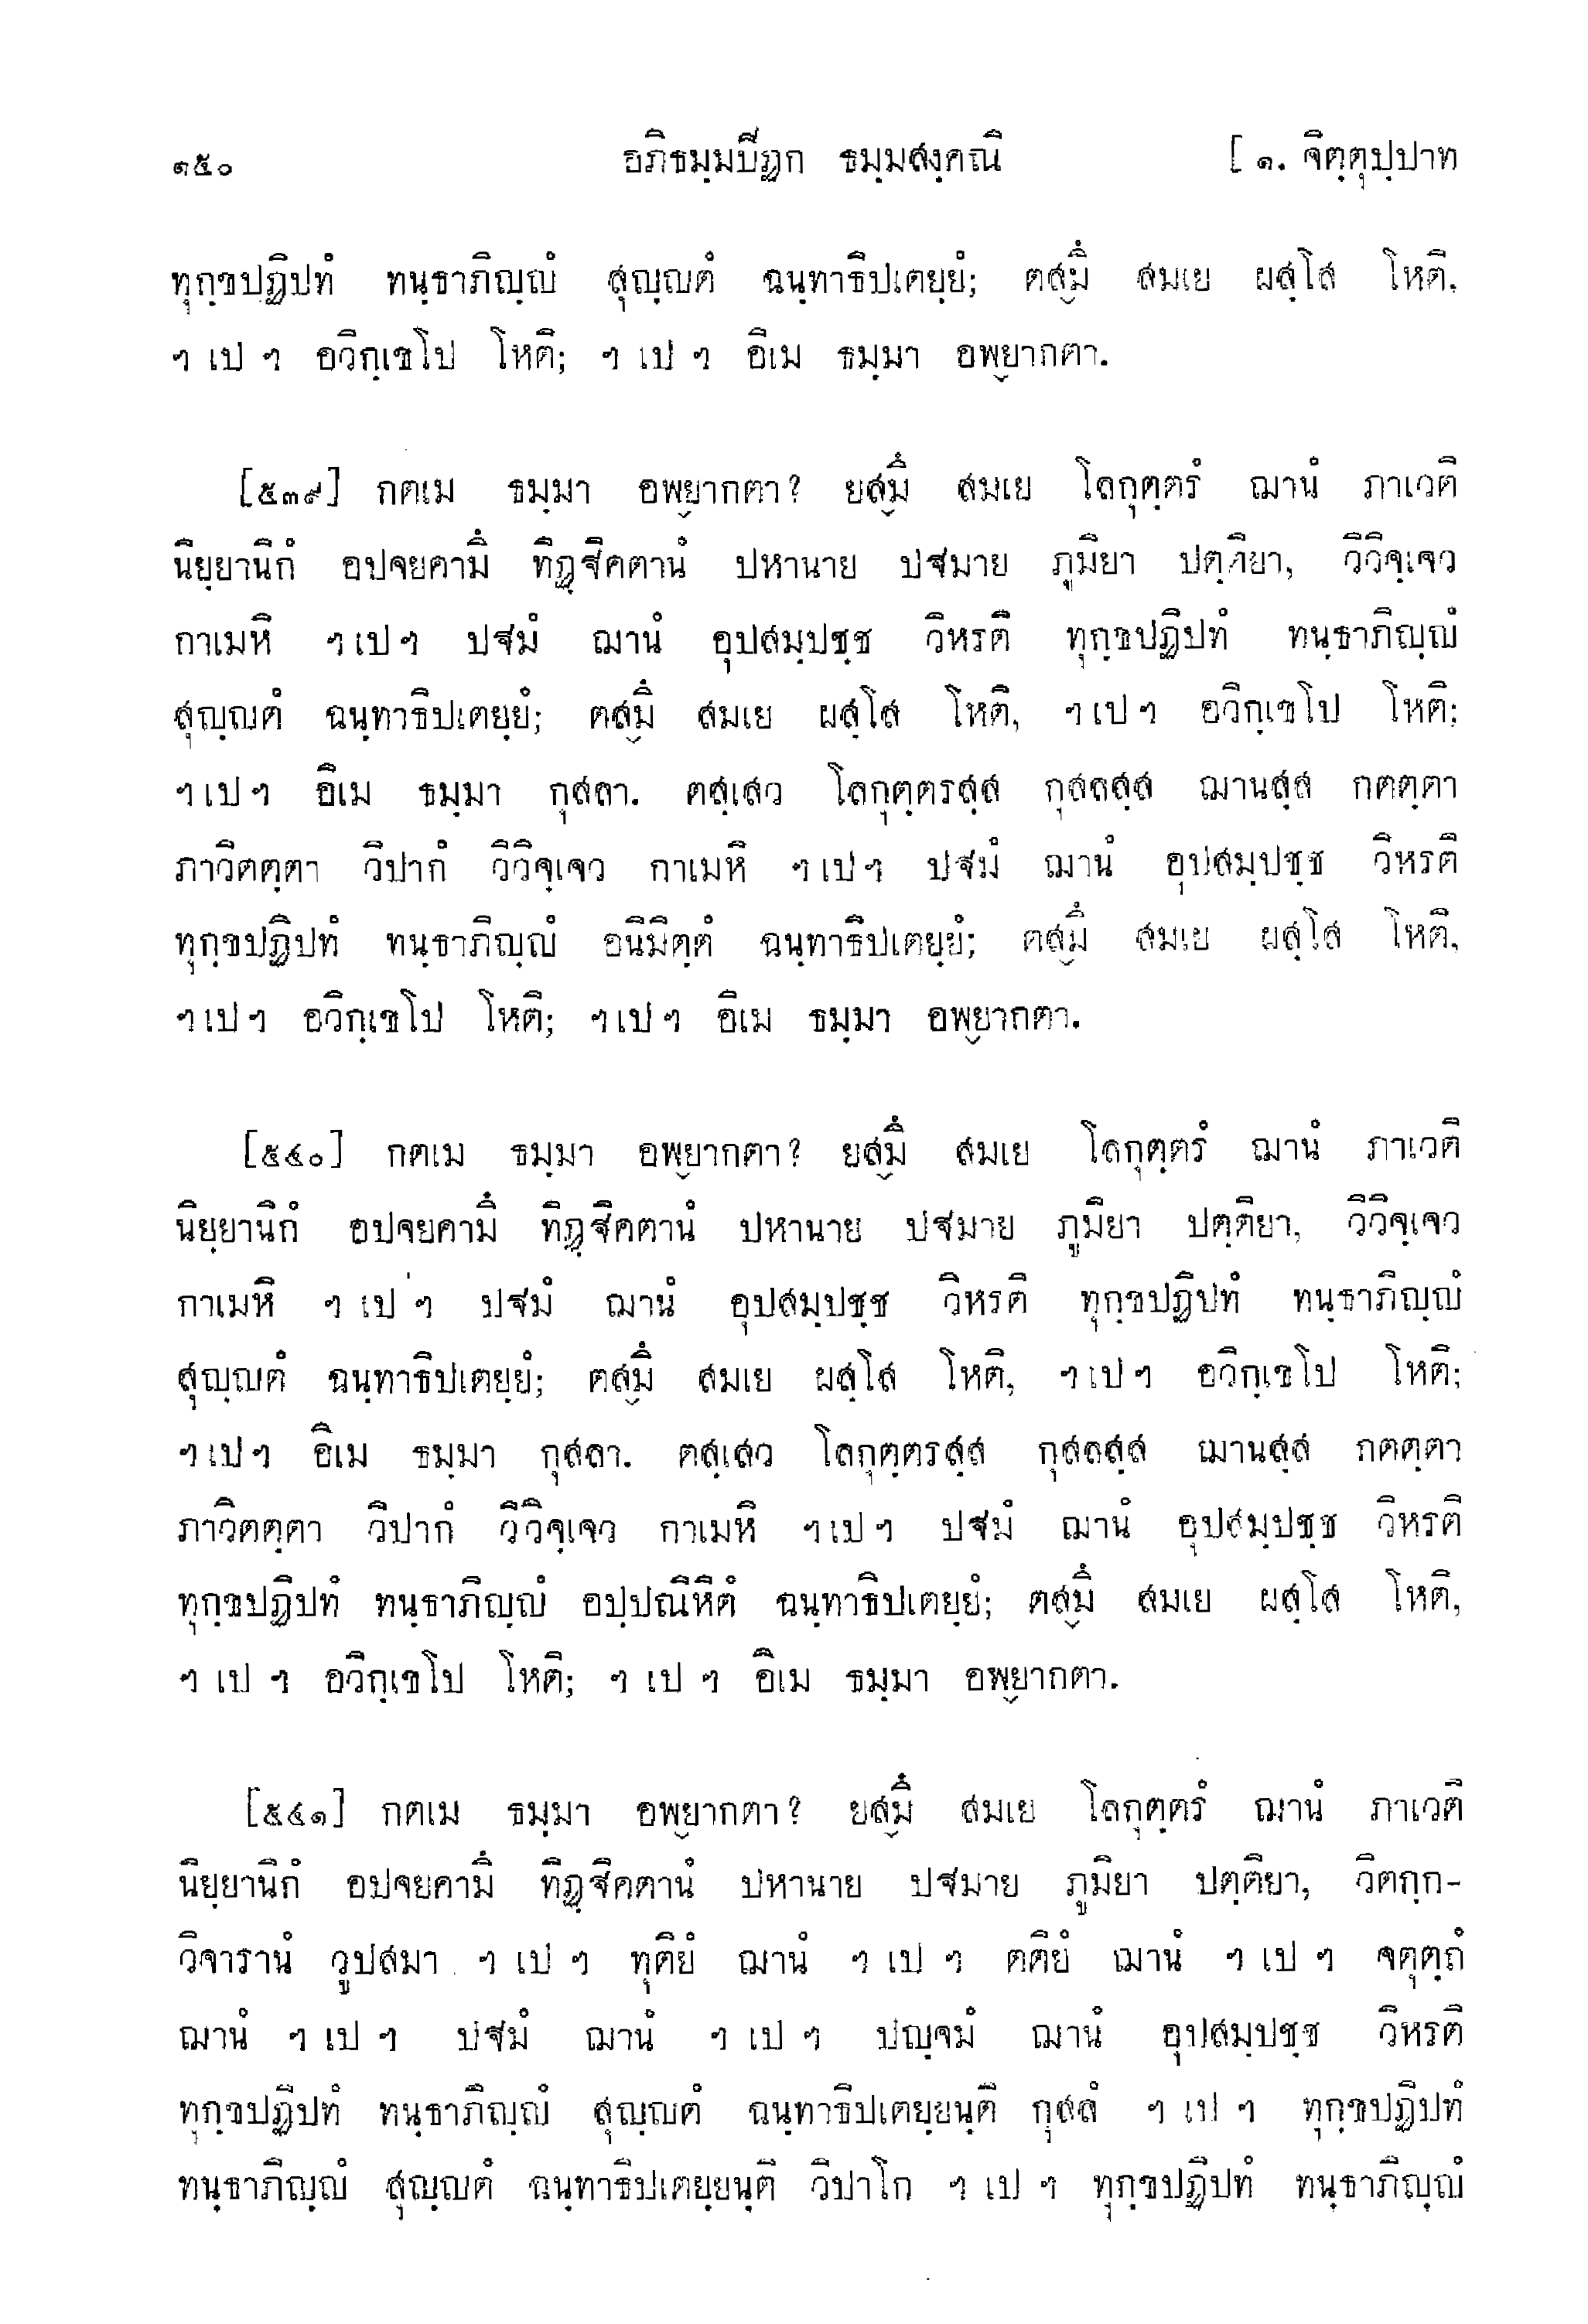 ๑๕๐ อภิธมฺมปิฏก ธมฺมสงฺคณิ [ ๑. จิตฺตุปฺปาท
ทุกฺขปฏิปทํ ทนฺธาภิญฺญํ สุญฺญตํ ฉนฺทาธิปเตยฺยํ; ตสฺมึ สมเย ผสฺโส โหติ,
ฯ เป ฯ อวิกฺเขโป โหติ; ฯ เป ฯ อิเม ธมฺมา อพฺยากตา.
[๕๓๙] กตเม ธมฺมา อพฺยากตา? ยสฺมึ สมเย โลกุตฺตรํ ฌานํ ภาเวติ
นิยฺยานิกํ อปจยคามึ ทิฏฺฐิคตานํ ปหานาย ปฐมาย ภูมิยา ปตฺติยา, วิวิจฺเจว
กาเมหิ ฯเปฯ ปฐมํ ฌานํ อุปสมฺปชฺช วิหรติ ทุกฺขปฏิปทํ ทนฺธาภิญฺญํ
สุญฺญตํ ฉนฺทาธิปเตยฺยํ; ตสฺมึ สมเย ผสฺโส โหติ, ฯเปฯ อวิกฺเขโป โหติ;
ฯเปฯ อิเม ธมฺมา กุสลา. ตสฺเสว โลกุตฺตรสฺส กุสลสฺส ฌานสฺส กตตฺตา
ภาวิตตฺตา วิปากํ วิวิจฺเจว กาเมหิ ฯเปฯ ปฐมํ ฌานํ อุปสมฺปชฺช วิหรติ
ทุกฺขปฏิปทํ ทนฺธาภิญฺญํ อนิมิตฺตํ ฉนฺทาธิปเตยฺยํ; ตสฺมึ สมเย ผสฺโส โหติ,
ฯเปฯ อวิกฺเขโป โหติ; ฯเปฯ อิเม ธมฺมา อพฺยากตา.
[๕๔๐] กตเม ธมฺมา อพฺยากตา? ยสฺมึ สมเย โลกุตฺตรํ ฌานํ ภาเวติ
นิยฺยานิกํ อปจยคามึ ทิฏฺฐิคตานํ ปหานาย ปฐมาย ภูมิยา ปตฺติยา, วิวิจฺเจว
กาเมหิ ฯ เป ฯ ปฐมํ ฌานํ อุปสมฺปชฺช วิหรติ ทุกฺขปฏิปทํ ทนฺธาภิญฺญํ
สุญฺญตํ ฉนฺทาธิปเตยฺยํ; ตสฺมึ สมเย ผสฺโส โหติ, ฯเปฯ อวิกฺเขโป โหติ;
ฯเปฯ อิเม ธมฺมา กุสลา. ตสฺเสว โลกุตฺตรสฺส กุสลสฺส ฌานสฺส กตตฺตา
ภาวิตตฺตา วิปากํ วิวิจฺเจว กาเมหิ ฯเปฯ ปฐมํ ฌานํ อุปสมฺปชฺช วิหรติ
ทุกฺขปฏิปทํ ทนฺธาภิญฺญํ อปฺปณิหิตํ ฉนฺทาธิปเตยฺยํ; ตสฺมึ สมเย ผสฺโส โหติ,
ฯ เป ฯ อวิกฺเขโป โหติ; ฯ เป ฯ อิเม ธมฺมา อพฺยากตา.
[๕๔๑] กตเม ธมฺมา อพฺยากตา? ยสฺมึ สมเย โลกุตฺตรํ ฌานํ ภาเวติ
นิยฺยานิกํ อปจยคามึ ทิฏฺฐิคตานํ ปหานาย ปฐมาย ภูมิยา ปตฺติยา, วิตกฺก-
วิจารานํ วูปสมา ฯ เป ฯ ทุติยํ ฌานํ ฯ เป ฯ ตติยํ ฌานํ ฯ เป ฯ จตุตฺถํ
ฌานํ ฯ เป ฯ ปฐมํ ฌานํ ฯ เป ฯ ปญฺจมํ ฌานํ อุปสมฺปชฺช วิหรติ
ทุกฺขปฏิปทํ ทนฺธาภิญฺญํ สุญฺญตํ ฉนฺทาธิปเตยฺยนฺติ กุสลํ ฯ เป ฯ ทุกฺขปฏิปทํ
ทนฺธาภิญฺญํ สุญฺญตํ ฉนฺทาธิปเตยฺยนฺติ วิปาโก ฯ เป ฯ ทุกฺขปฏิปทํ ทนฺธาภิญฺญํ